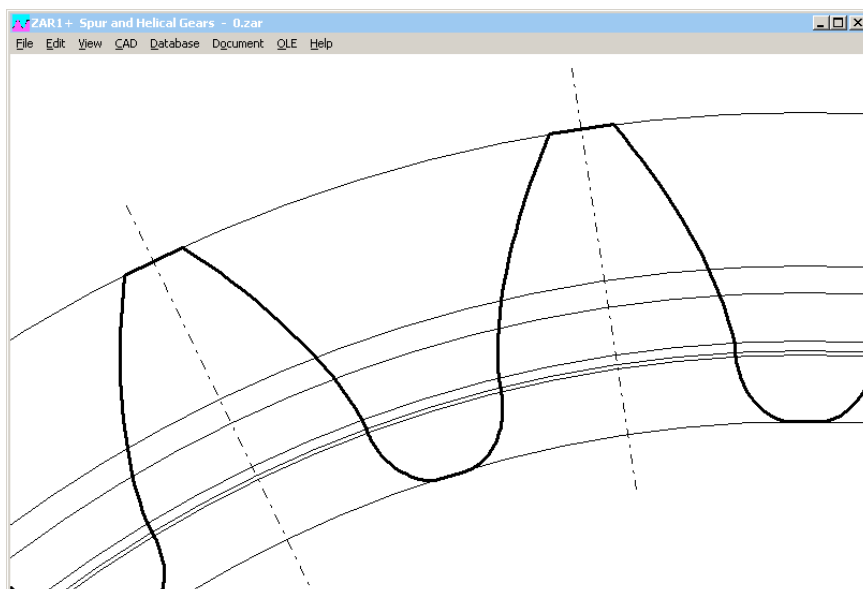 ZAR1+ Spur and Helical Gears - 0.zar
File Edit View CAD Database Document OLE Help